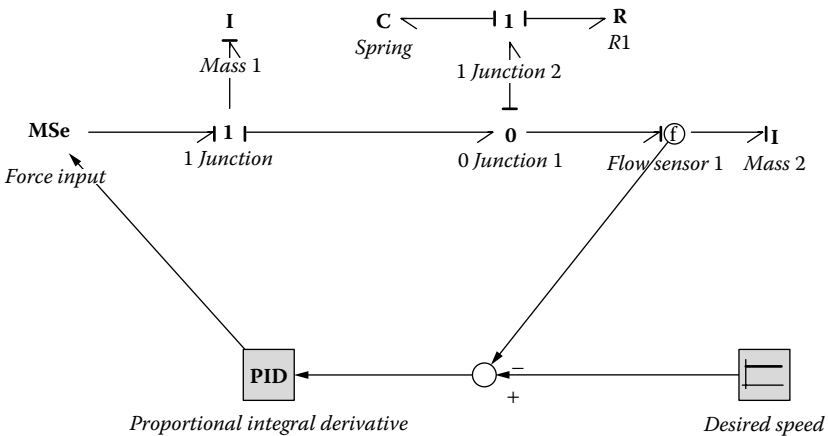 I
C
1
R
Spring
R1
Mass 1
1 Junction 2
MSe
1
0
f
I
Force input
1 Junction
0 Junction 1
Flow sensor 1
Mass 2
PID
−
+
Proportional integral derivative
Desired speed